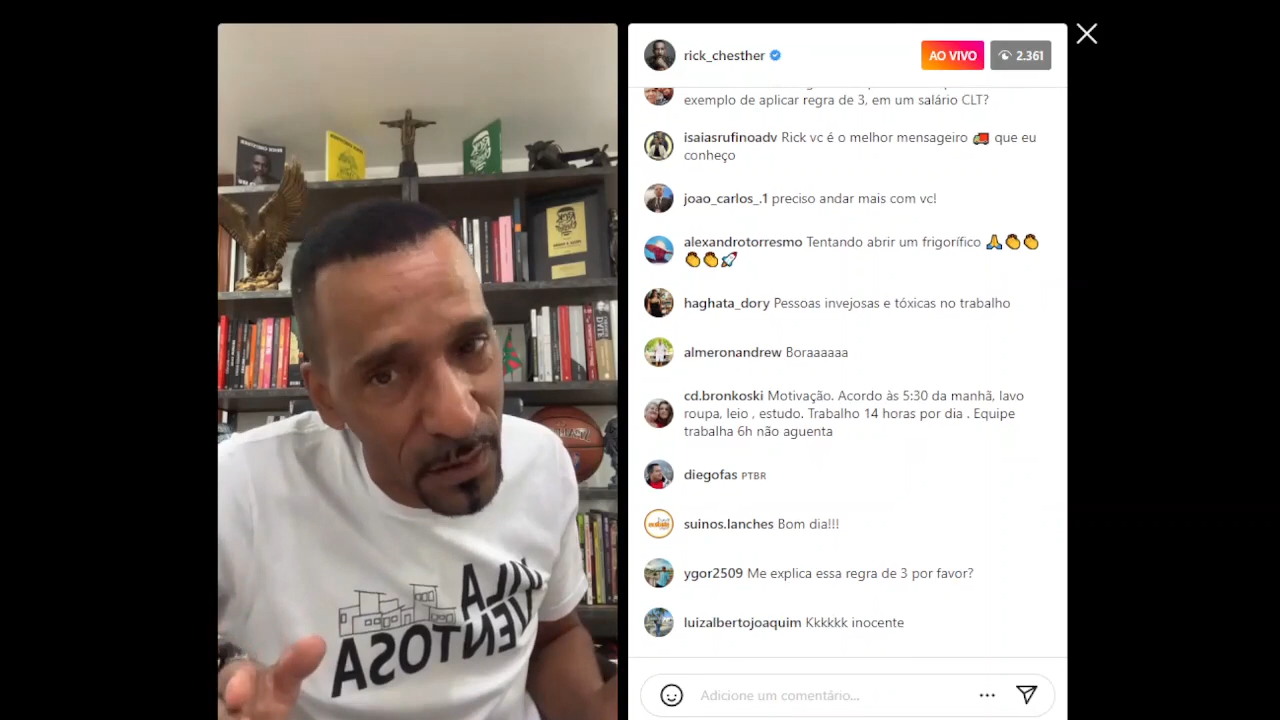 rick_chesther
AO VIVO
2.361
exemplo de aplicar regra de 3, em um salário CLT?
isaiasrufinoadv Rick vc é o melhor mensageiro 🚚 que eu
conheço
joao_carlos_.1 preciso andar mais com vc!
alexandrotorresmo Tentando abrir um frigorífico 🙏👏👏
👏👏🚀
haghata_dory Pessoas invejosas e tóxicas no trabalho
almeronandrew Boraaaaaa
cd.bronkoski Motivação. Acordo às 5:30 da manhã, lavo
roupa, leio , estudo. Trabalho 14 horas por dia . Equipe
trabalha 6h não aguenta
diegofas PTBR
suinos.lanches Bom dia!!!
ygor2509 Me explica essa regra de 3 por favor?
luizalbertojoaquim Kkkkkk inocente
Adicione um comentário...
VILA
VENTOSA